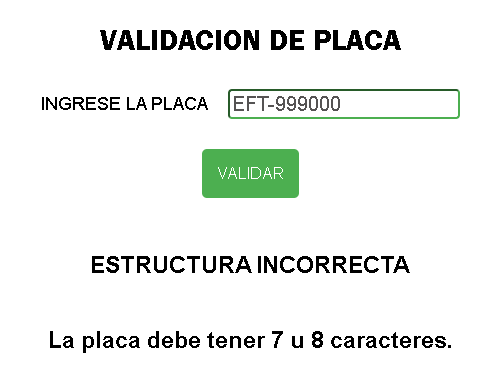 VALIDACION DE PLACA
INGRESE LA PLACA EFT-999000
VALIDAR
ESTRUCTURA INCORRECTA
La placa debe tener 7 u 8 caracteres.